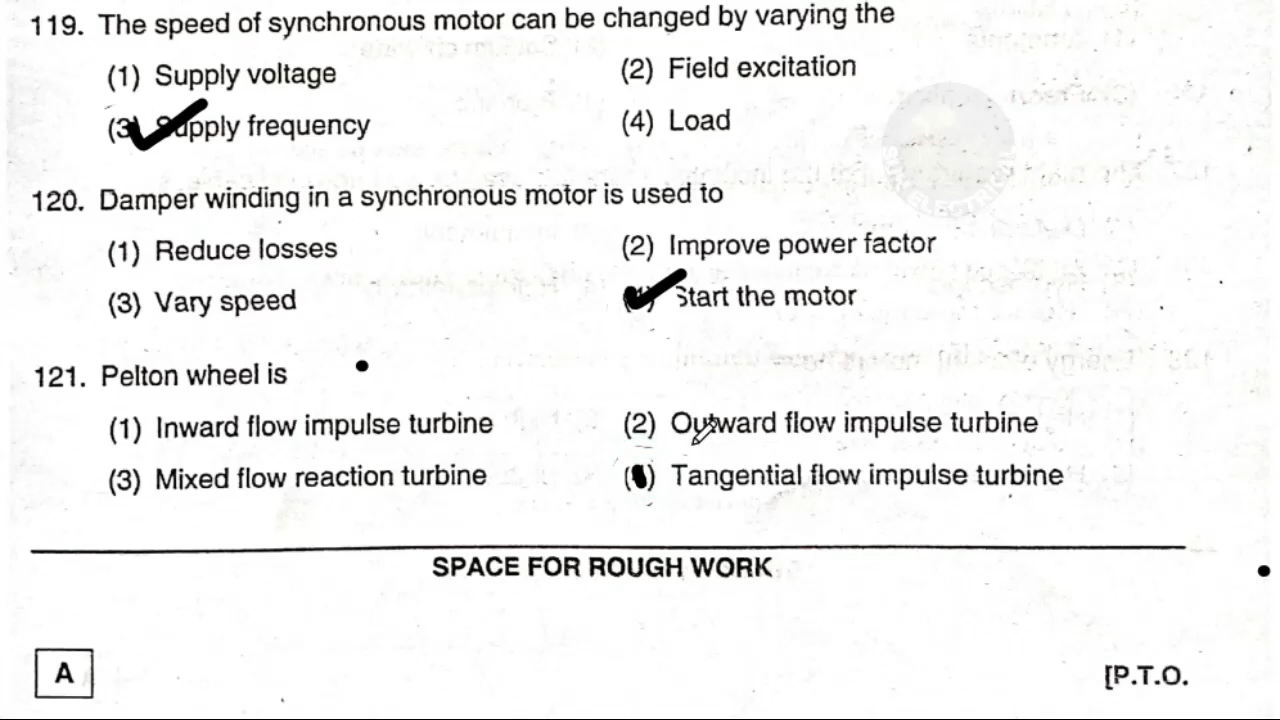 119. The speed of synchronous motor can be changed by varying the
(1) Supply voltage (2) Field excitation
(3) Supply frequency (4) Load
120. Damper winding in a synchronous motor is used to
(1) Reduce losses (2) Improve power factor
(3) Vary speed (4) Start the motor
121. Pelton wheel is
(1) Inward flow impulse turbine (2) Outward flow impulse turbine
(3) Mixed flow reaction turbine (4) Tangential flow impulse turbine
SPACE FOR ROUGH WORK
A [P.T.O.